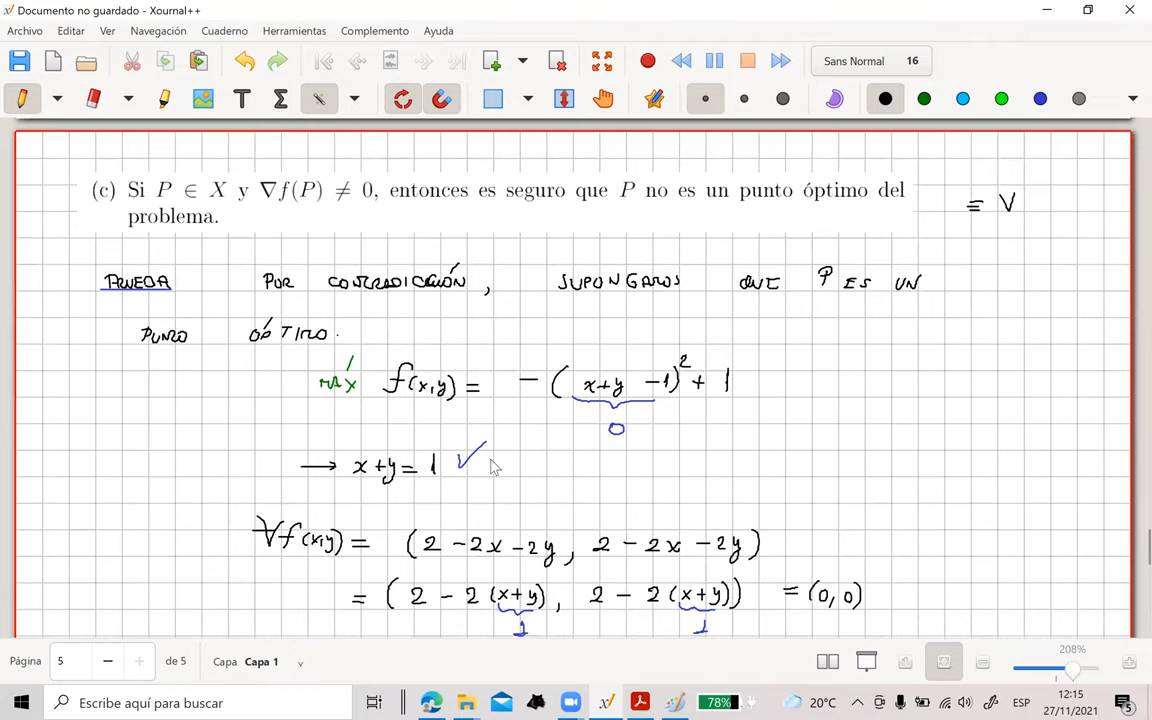 Documento no guardado - Xournal++
Archivo Editar Ver Navegación Cuaderno Herramientas Complemento Ayuda
Sans Normal 16
(c) Si P ∈ X y ∇f(P) ≠ 0, entonces es seguro que P no es un punto óptimo del
problema.
≡ V
PRUEBA POR CONTRADICCIÓN, SUPONGAMOS QUE P ES UN
PUNTO ÓPTIMO.
MÁX f(x,y) = -(x+y-1)² + 1
0
→ x+y = 1 ✓
∇f(x,y) = (2-2x-2y, 2-2x-2y)
= (2-2(x+y), 2-2(x+y)) = (0,0)
1 1
Página 5 de 5 Capa Capa 1
208%
Escribe aquí para buscar
78%
20°C
ESP
12:15
27/11/2021
5